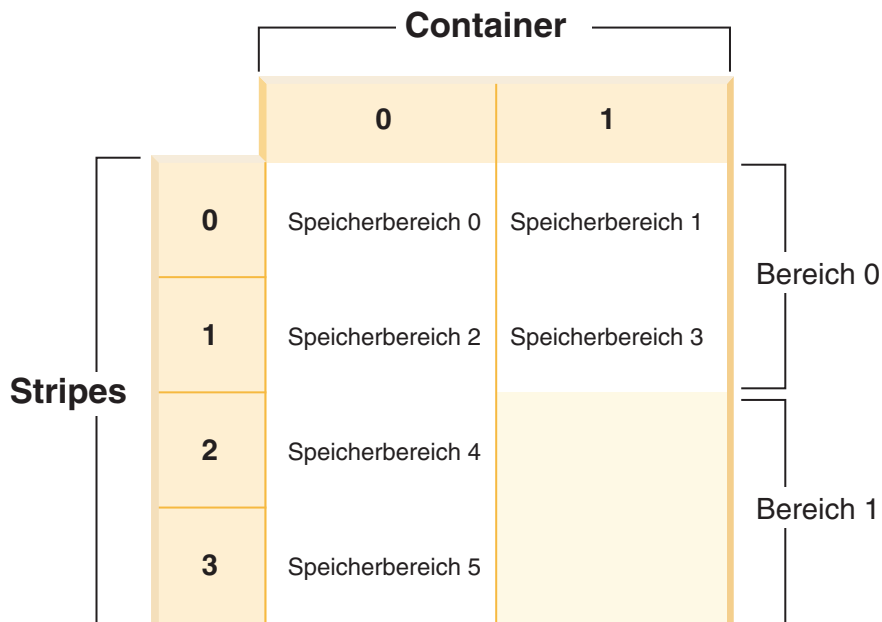 Container
0 1
0 Speicherbereich 0 Speicherbereich 1
Bereich 0
1 Speicherbereich 2 Speicherbereich 3
Stripes
2 Speicherbereich 4
Bereich 1
3 Speicherbereich 5